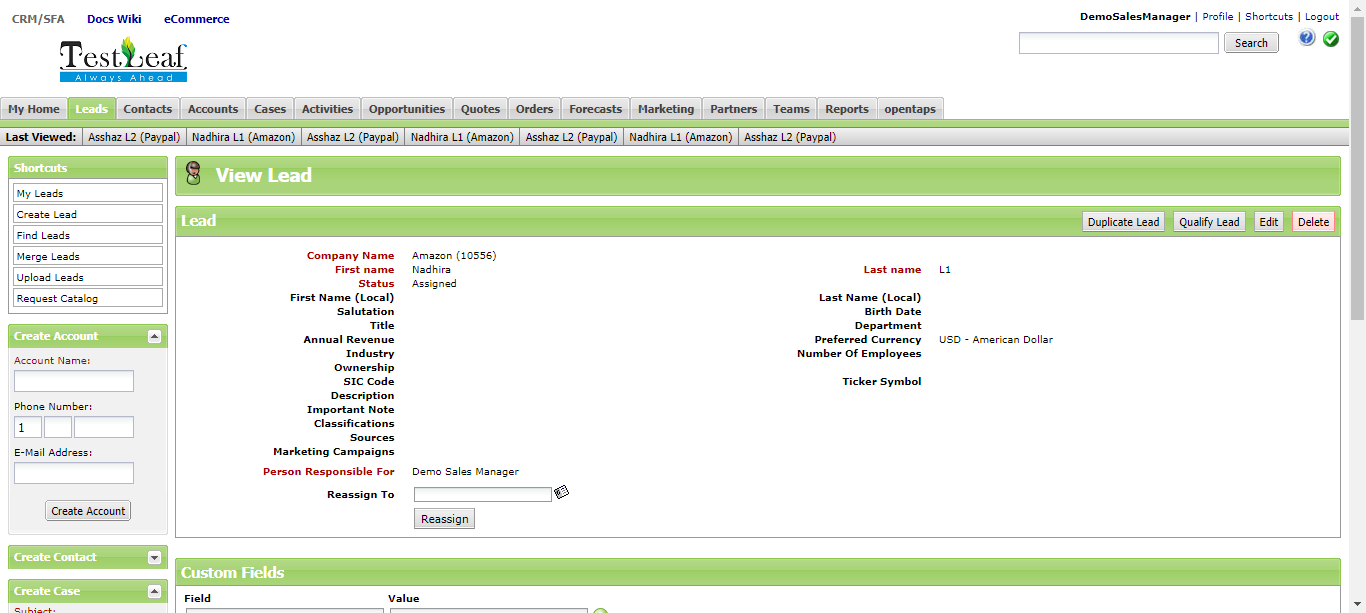 CRM/SFA Docs Wiki eCommerce
DemoSalesManager | Profile | Shortcuts | Logout
TestLeaf
Always Ahead
Search
My Home Leads Contacts Accounts Cases Activities Opportunities Quotes Orders Forecasts Marketing Partners Teams Reports opentaps
Last Viewed: Asshaz L2 (Paypal) Nadhira L1 (Amazon) Asshaz L2 (Paypal) Nadhira L1 (Amazon) Asshaz L2 (Paypal) Nadhira L1 (Amazon) Asshaz L2 (Paypal)
Shortcuts
My Leads
Create Lead
Find Leads
Merge Leads
Upload Leads
Request Catalog
Create Account
Account Name:
Phone Number:
1
E-Mail Address:
Create Account
Create Contact
Create Case
Subject:
View Lead
Lead
Duplicate Lead Qualify Lead Edit Delete
Company Name Amazon (10556)
First name Nadhira Last name L1
Status Assigned
First Name (Local) Last Name (Local)
Salutation Birth Date
Title Department
Annual Revenue Preferred Currency USD - American Dollar
Industry Number Of Employees
Ownership
SIC Code Ticker Symbol
Description
Important Note
Classifications
Sources
Marketing Campaigns
Person Responsible For Demo Sales Manager
Reassign To
Reassign
Custom Fields
Field Value